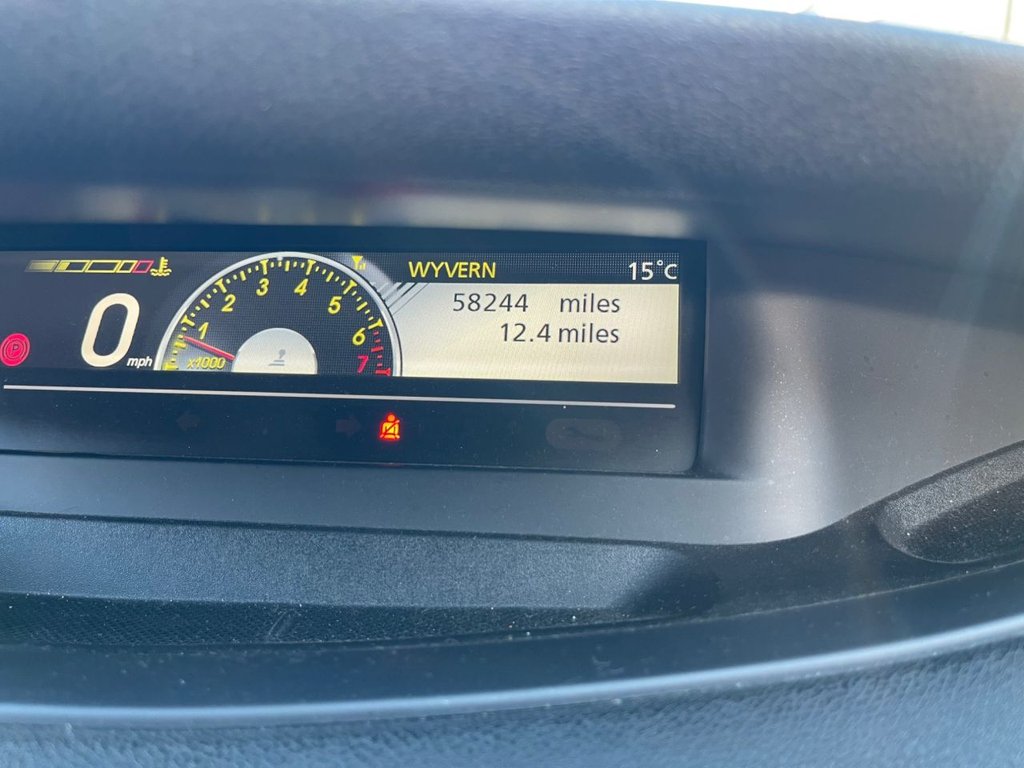 WYVERN 15°C
58244 miles
12.4 miles
0 mph
1 2 3 4 5 6 7
x1000
P